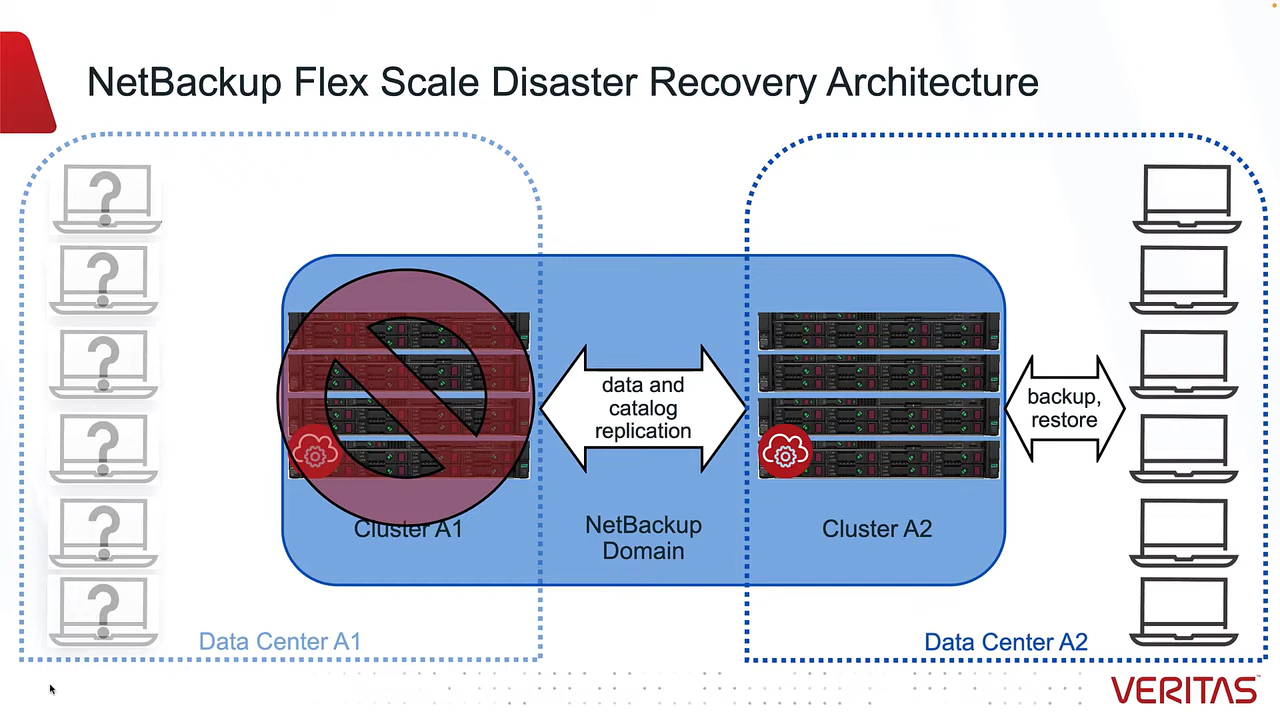 NetBackup Flex Scale Disaster Recovery Architecture
?
?
?
?
?
?
data and
catalog
replication
backup,
restore
Cluster A1
NetBackup
Domain
Cluster A2
Data Center A1
Data Center A2
VERITAS™